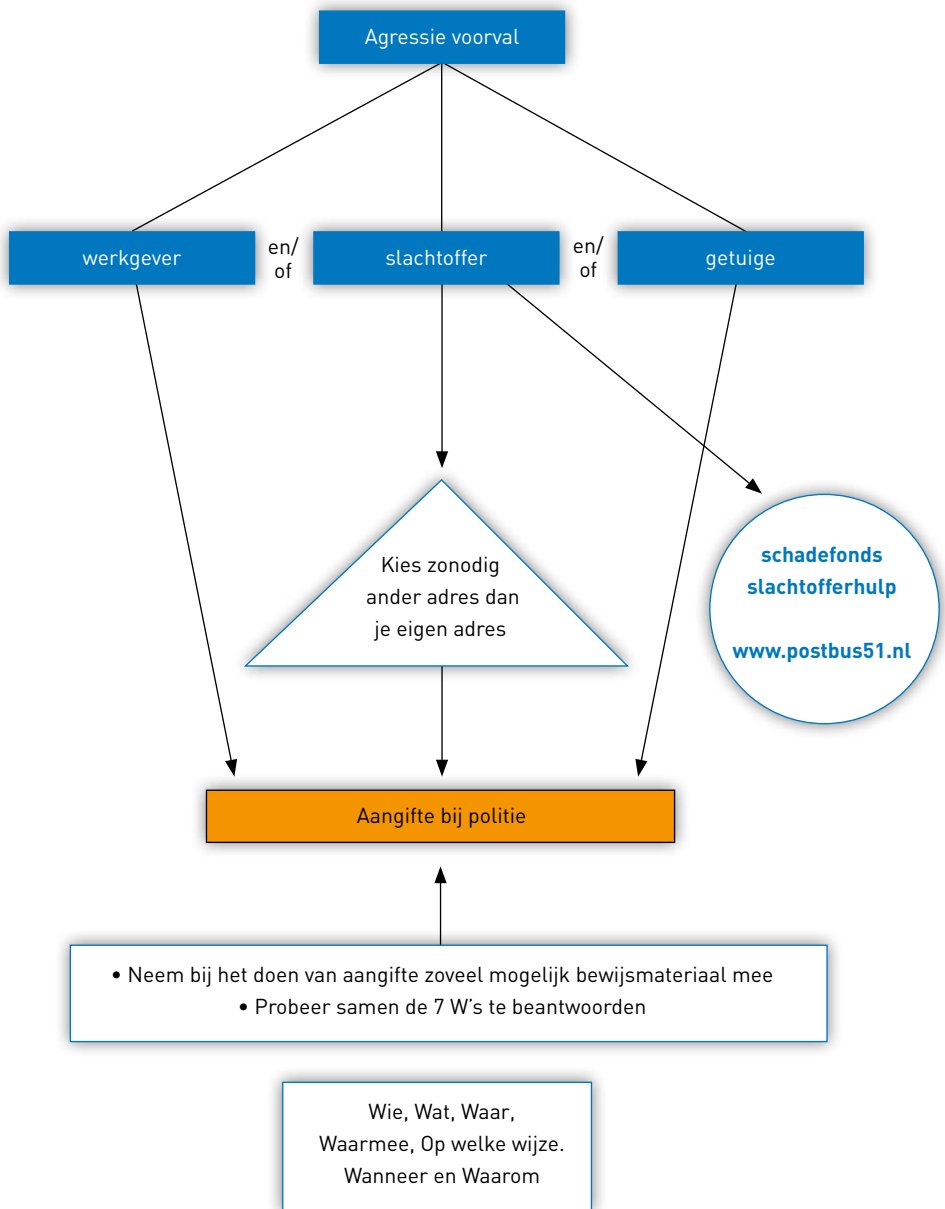 Agressie voorval
werkgever
en/
of
slachtoffer
en/
of
getuige
Kies zonodig
ander adres dan
je eigen adres
schadefonds
slachtofferhulp
www.postbus51.nl
Aangifte bij politie
• Neem bij het doen van aangifte zoveel mogelijk bewijsmateriaal mee
• Probeer samen de 7 W's te beantwoorden
Wie, Wat, Waar,
Waarmee, Op welke wijze.
Wanneer en Waarom